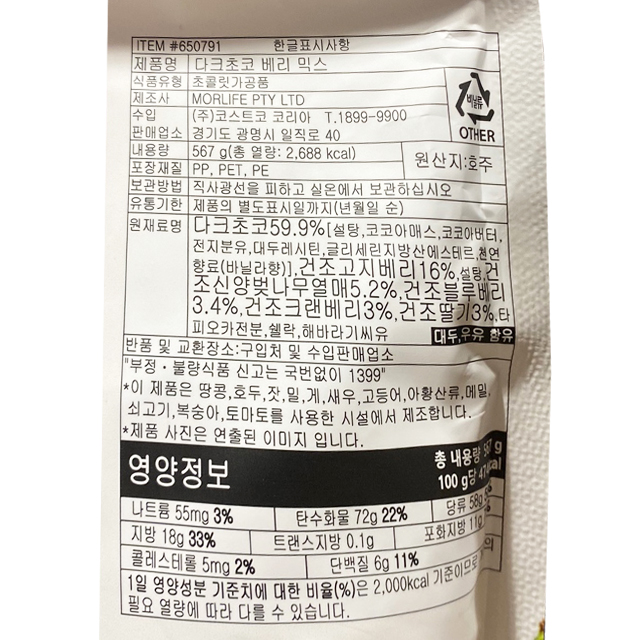 ITEM #650791 한글표시사항
제품명 다크초코 베리 믹스
식품유형 초콜릿가공품
제조사 MORLIFE PTY LTD
수입 (주)코스트코 코리아 T.1899-9900
판매업소 경기도 광명시 일직로 40
비닐류
OTHER
내용량 567 g(총 열량: 2,688 kcal)
원산지:호주
포장재질 PP, PET, PE
보관방법 직사광선을 피하고 실온에서 보관하십시오
유통기한 제품의 별도표시일까지(년월일 순)
원재료명 다크초코59.9%[설탕,코코아매스,코코아버터,
전지분유,대두레시틴,글리세린지방산에스테르,천연
향료(바닐라향)],건조고지베리16%,설탕,건
조신양벚나무열매5.2%,건조블루베리
3.4%,건조크랜베리3%,건조딸기3%,타
피오카전분,쉘락,해바라기씨유
대두,우유 함유
반품 및 교환장소:구입처 및 수입판매업소
"부정・불량식품 신고는 국번없이 1399"
*이 제품은 땅콩,호두,잣,밀,게,새우,고등어,아황산류,메밀,
쇠고기,복숭아,토마토를 사용한 시설에서 제조합니다.
*제품 사진은 연출된 이미지 입니다.
영양정보
총 내용량 567 g
100 g당
나트륨 55mg 3% 탄수화물 72g 22% 당류 58g
지방 18g 33% 트랜스지방 0.1g 포화지방 11g
콜레스테롤 5mg 2% 단백질 6g 11%
1일 영양성분 기준치에 대한 비율(%)은 2,000kcal 기준이므로
필요 열량에 따라 다를 수 있습니다.